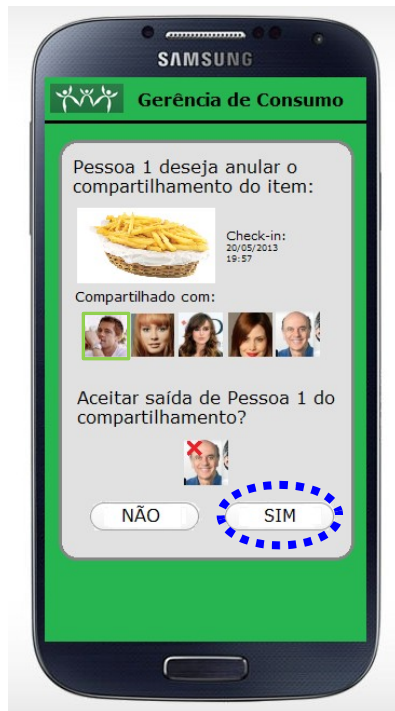 SAMSUNG
Gerência de Consumo
Pessoa 1 deseja anular o
compartilhamento do item:
Check-in:
20/05/2013
19:57
Compartilhado com:
Aceitar saída de Pessoa 1 do
compartilhamento?
NÃO
SIM